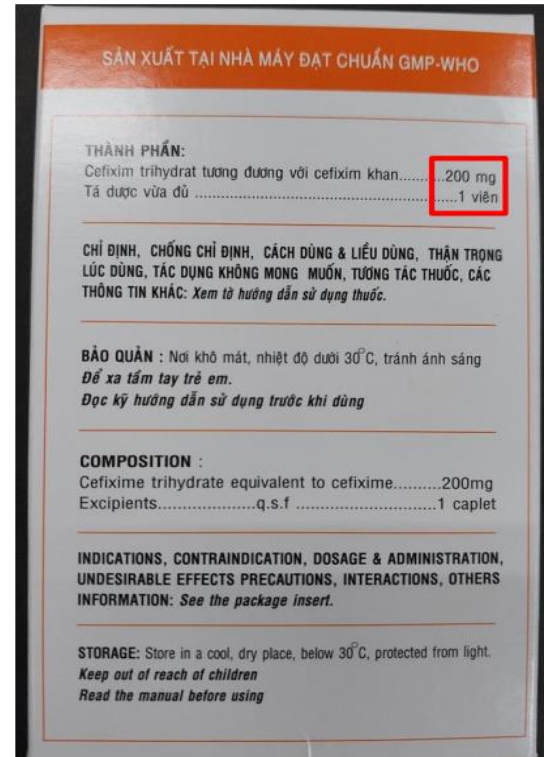 SẢN XUẤT TẠI NHÀ MÁY ĐẠT CHUẨN GMP-WHO
THÀNH PHẦN:
Cefixim trihydrat tương đương với cefixim khan..........200 mg
Tá dược vừa đủ ......................................................1 viên
CHỈ ĐỊNH, CHỐNG CHỈ ĐỊNH, CÁCH DÙNG & LIỀU DÙNG, THẬN TRỌNG
LÚC DÙNG, TÁC DỤNG KHÔNG MONG MUỐN, TƯƠNG TÁC THUỐC, CÁC
THÔNG TIN KHÁC: Xem tờ hướng dẫn sử dụng thuốc.
BẢO QUẢN : Nơi khô mát, nhiệt độ dưới 30°C, tránh ánh sáng
Để xa tầm tay trẻ em.
Đọc kỹ hướng dẫn sử dụng trước khi dùng
COMPOSITION :
Cefixime trihydrate equivalent to cefixime..........200mg
Excipients....................q.s.f .............................1 caplet
INDICATIONS, CONTRAINDICATION, DOSAGE & ADMINISTRATION,
UNDESIRABLE EFFECTS PRECAUTIONS, INTERACTIONS, OTHERS
INFORMATION: See the package insert.
STORAGE: Store in a cool, dry place, below 30°C, protected from light.
Keep out of reach of children
Read the manual before using